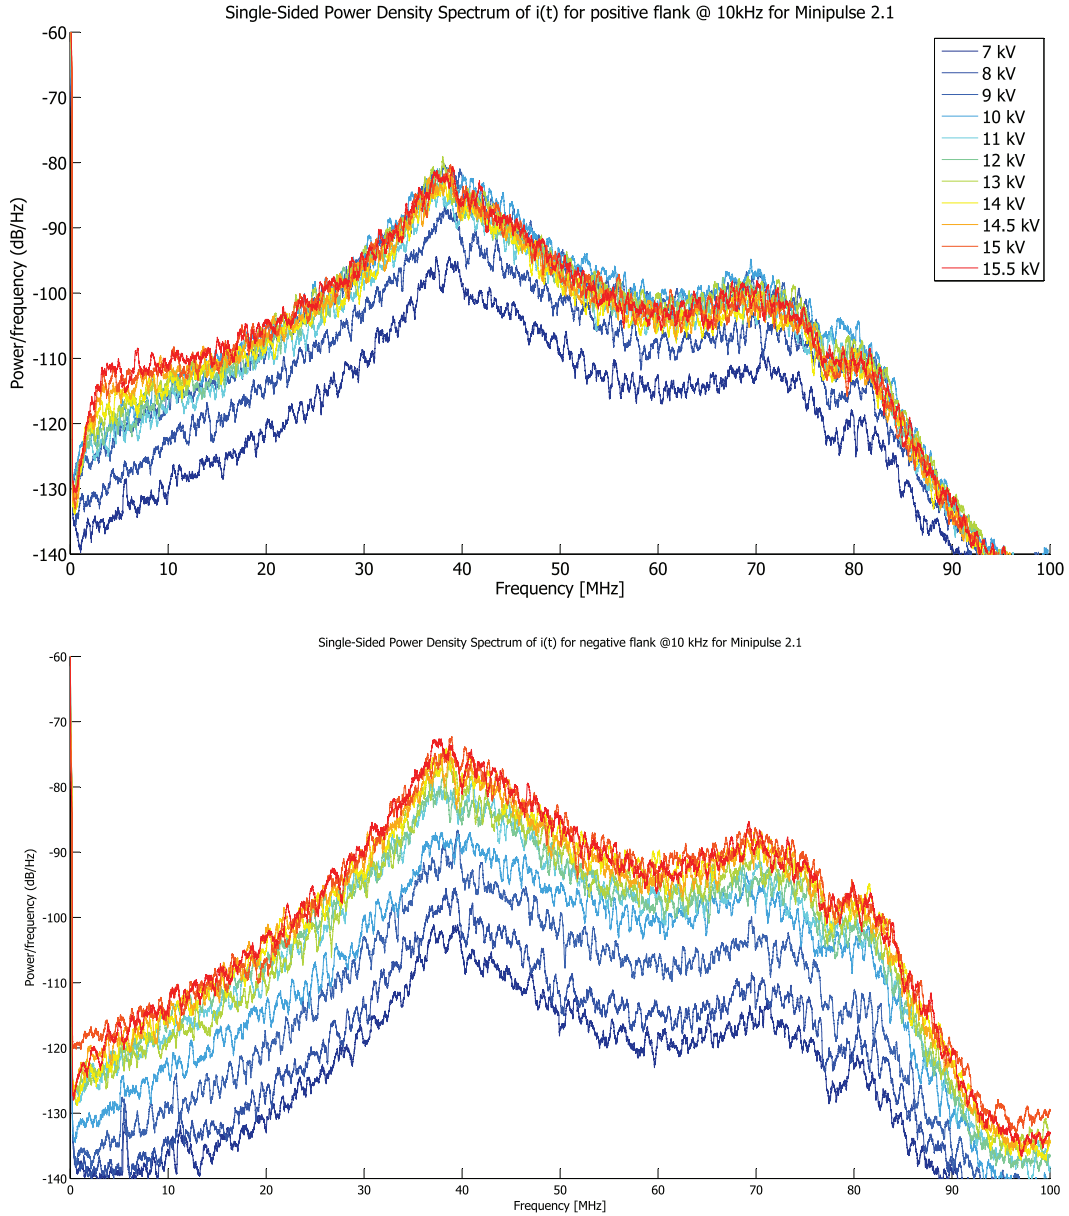 Single-Sided Power Density Spectrum of i(t) for positive flank @ 10kHz for Minipulse 2.1
-60
-70
-80
-90
-100
-110
-120
-130
-140
Power/frequency (dB/Hz)
7 kV
8 kV
9 kV
10 kV
11 kV
12 kV
13 kV
14 kV
14.5 kV
15 kV
15.5 kV
0 10 20 30 40 50 60 70 80 90 100
Frequency [MHz]
Single-Sided Power Density Spectrum of i(t) for negative flank @10 kHz for Minipulse 2.1
-60
-70
-80
-90
-100
-110
-120
-130
-140
Power/frequency (dB/Hz)
0 10 20 30 40 50 60 70 80 90 100
Frequency [MHz]